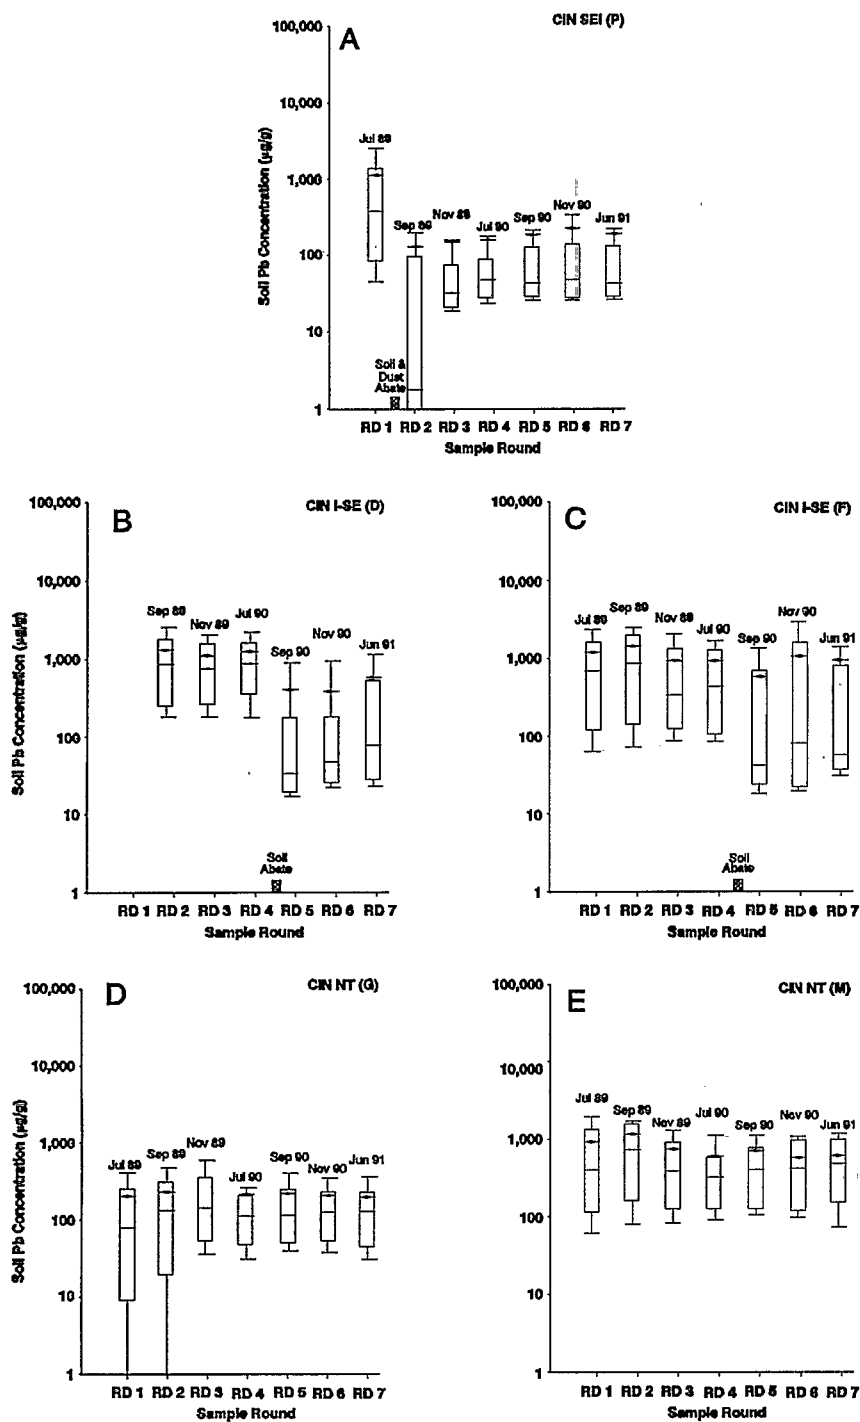 CIN SEI (P)
A
100,000
10,000
1,000
100
10
1
Soil Pb Concentration (µg/g)
Jul 89
Sep 89
Nov 89
Jul 90
Sep 90
Nov 90
Jun 91
Soil &
Dust
Abate
RD 1 RD 2 RD 3 RD 4 RD 5 RD 6 RD 7
Sample Round
B
CIN I-SE (D)
100,000
10,000
1,000
100
10
1
Soil Pb Concentration (µg/g)
Sep 89
Nov 89
Jul 90
Sep 90
Nov 90
Jun 91
Soil
Abate
RD 1 RD 2 RD 3 RD 4 RD 5 RD 6 RD 7
Sample Round
C
CIN I-SE (F)
100,000
10,000
1,000
100
10
1
Jul 89
Sep 89
Nov 89
Jul 90
Sep 90
Nov 90
Jun 91
Soil
Abate
RD 1 RD 2 RD 3 RD 4 RD 5 RD 6 RD 7
Sample Round
D
CIN NT (G)
100,000
10,000
1,000
100
10
1
Soil Pb Concentration (µg/g)
Jul 89
Sep 89
Nov 89
Jul 90
Sep 90
Nov 90
Jun 91
RD 1 RD 2 RD 3 RD 4 RD 5 RD 6 RD 7
Sample Round
E
CIN NT (M)
100,000
10,000
1,000
100
10
1
Jul 89
Sep 89
Nov 89
Jul 90
Sep 90
Nov 90
Jun 91
RD 1 RD 2 RD 3 RD 4 RD 5 RD 6 RD 7
Sample Round